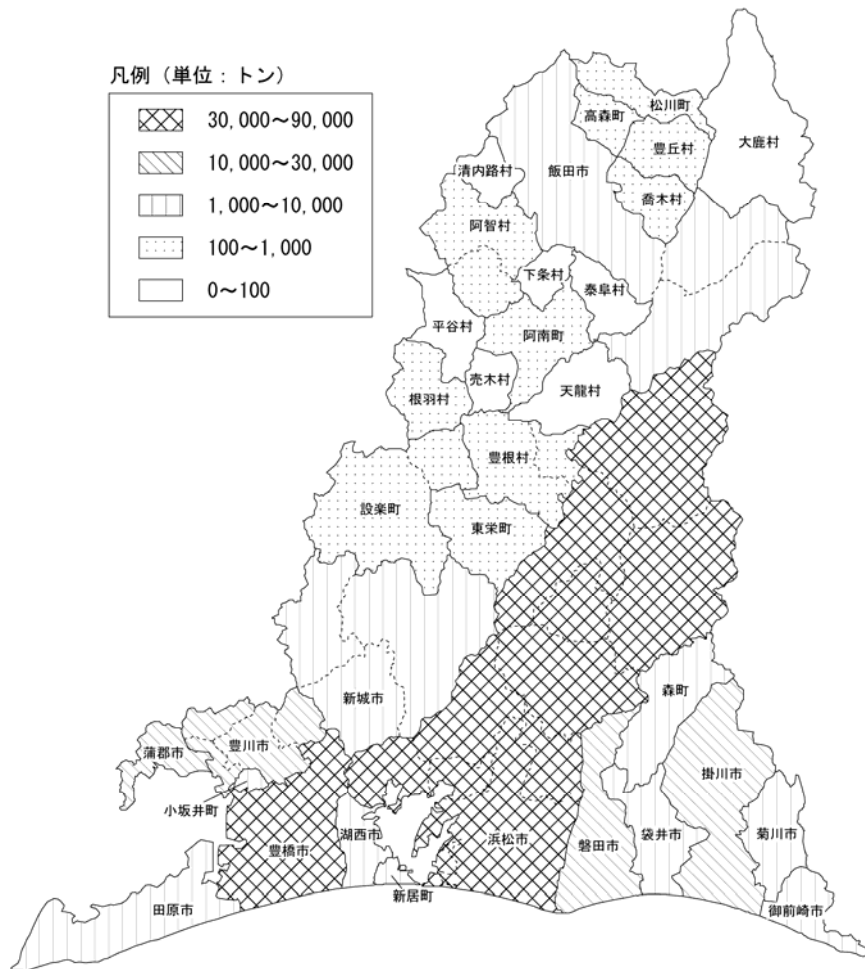 凡例（単位：トン）
30,000～90,000
10,000～30,000
1,000～10,000
100～1,000
0～100
松川町
高森町
大鹿村
豊丘村
清内路村
飯田市
喬木村
阿智村
下条村
泰阜村
平谷村
阿南町
売木村
天龍村
根羽村
豊根村
設楽町
東栄町
新城市
森町
豊川市
蒲郡市
掛川市
小坂井町
湖西市
浜松市
菊川市
豊橋市
磐田市
袋井市
新居町
田原市
御前崎市